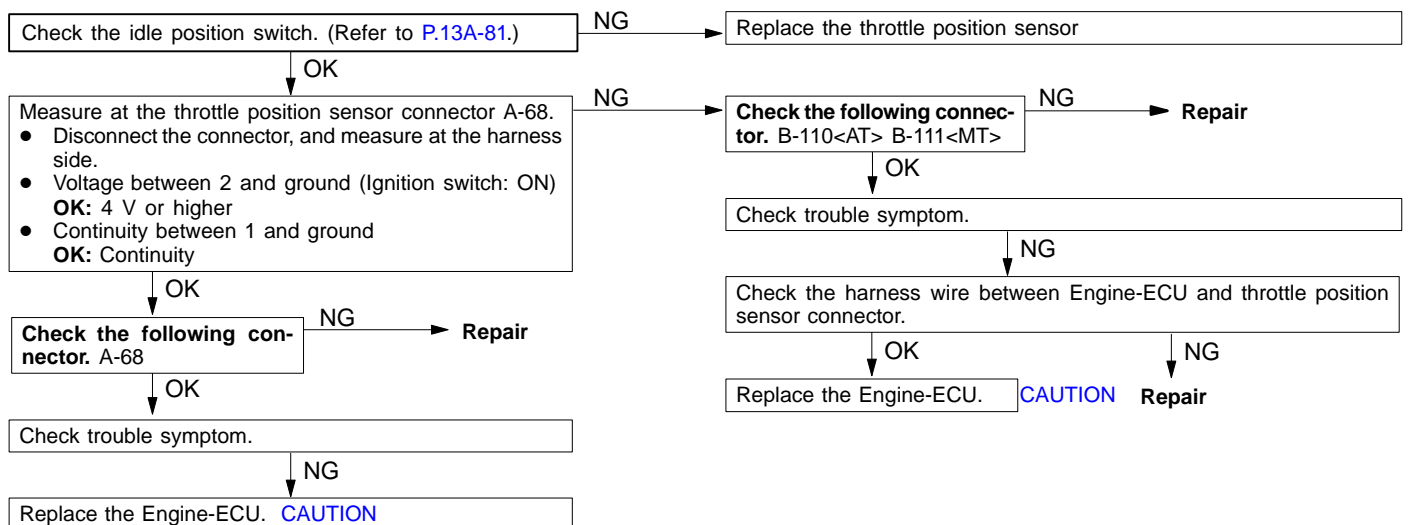 Check the idle position switch. (Refer to P.13A-81.)
NG
Replace the throttle position sensor
OK
Measure at the throttle position sensor connector A-68.
● Disconnect the connector, and measure at the harness
side.
● Voltage between 2 and ground (Ignition switch: ON)
OK: 4 V or higher
● Continuity between 1 and ground
OK: Continuity
NG
Check the following connec-
tor. B-110<AT> B-111<MT>
NG
Repair
OK
Check trouble symptom.
NG
Check the harness wire between Engine-ECU and throttle position
sensor connector.
OK
NG
Replace the Engine-ECU. CAUTION
Repair
OK
Check the following con-
nector. A-68
NG
Repair
OK
Check trouble symptom.
NG
Replace the Engine-ECU. CAUTION